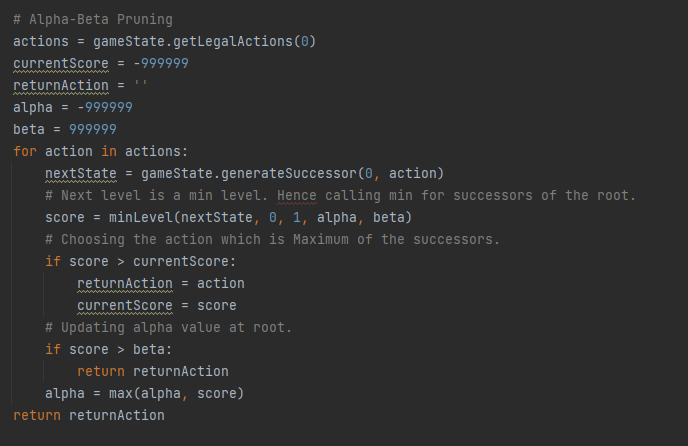 # Alpha-Beta Pruning
actions = gameState.getLegalActions(0)
currentScore = -999999
returnAction = ''
alpha = -999999
beta = 999999
for action in actions:
    nextState = gameState.generateSuccessor(0, action)
    # Next level is a min level. Hence calling min for successors of the root.
    score = minLevel(nextState, 0, 1, alpha, beta)
    # Choosing the action which is Maximum of the successors.
    if score > currentScore:
        returnAction = action
        currentScore = score
    # Updating alpha value at root.
    if score > beta:
        return returnAction
    alpha = max(alpha, score)
return returnAction